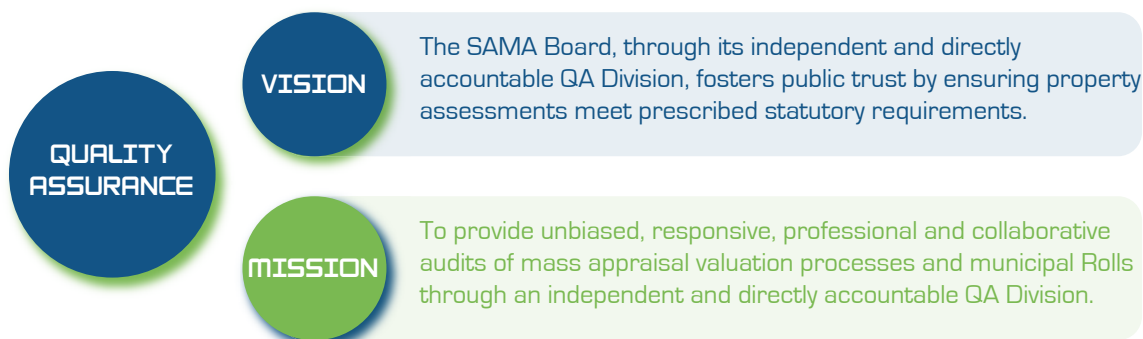 QUALITY
ASSURANCE
VISION
The SAMA Board, through its independent and directly
accountable QA Division, fosters public trust by ensuring property
assessments meet prescribed statutory requirements.
MISSION
To provide unbiased, responsive, professional and collaborative
audits of mass appraisal valuation processes and municipal Rolls
through an independent and directly accountable QA Division.